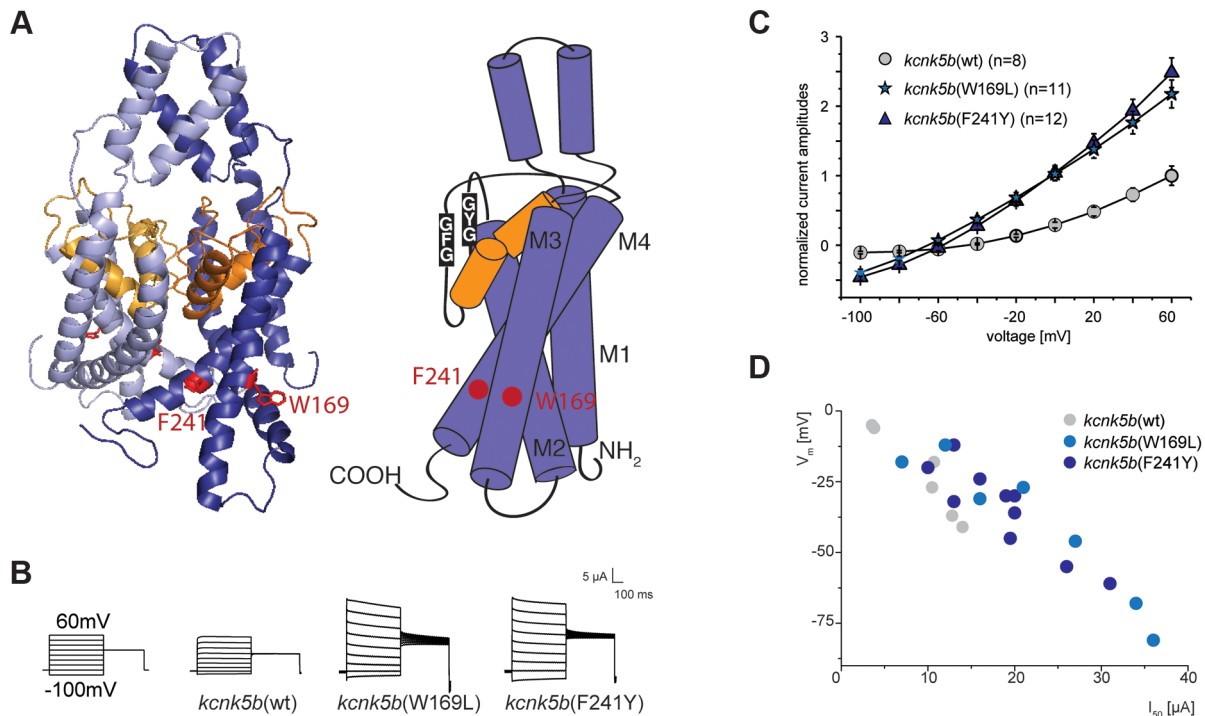 A
F241
W169
GFG
GYG
M3
M4
M1
F241
W169
M2
NH2
COOH
B
60mV
-100mV
kcnk5b(wt)
kcnk5b(W169L)
kcnk5b(F241Y)
5 µA
100 ms
C
kcnk5b(wt) (n=8)
kcnk5b(W169L) (n=11)
kcnk5b(F241Y) (n=12)
normalized current amplitudes
3
2
1
0
-100
-60
-20
20
60
voltage [mV]
D
kcnk5b(wt)
kcnk5b(W169L)
kcnk5b(F241Y)
Vm [mV]
0
-25
-50
-75
0
10
20
30
40
I50 [µA]